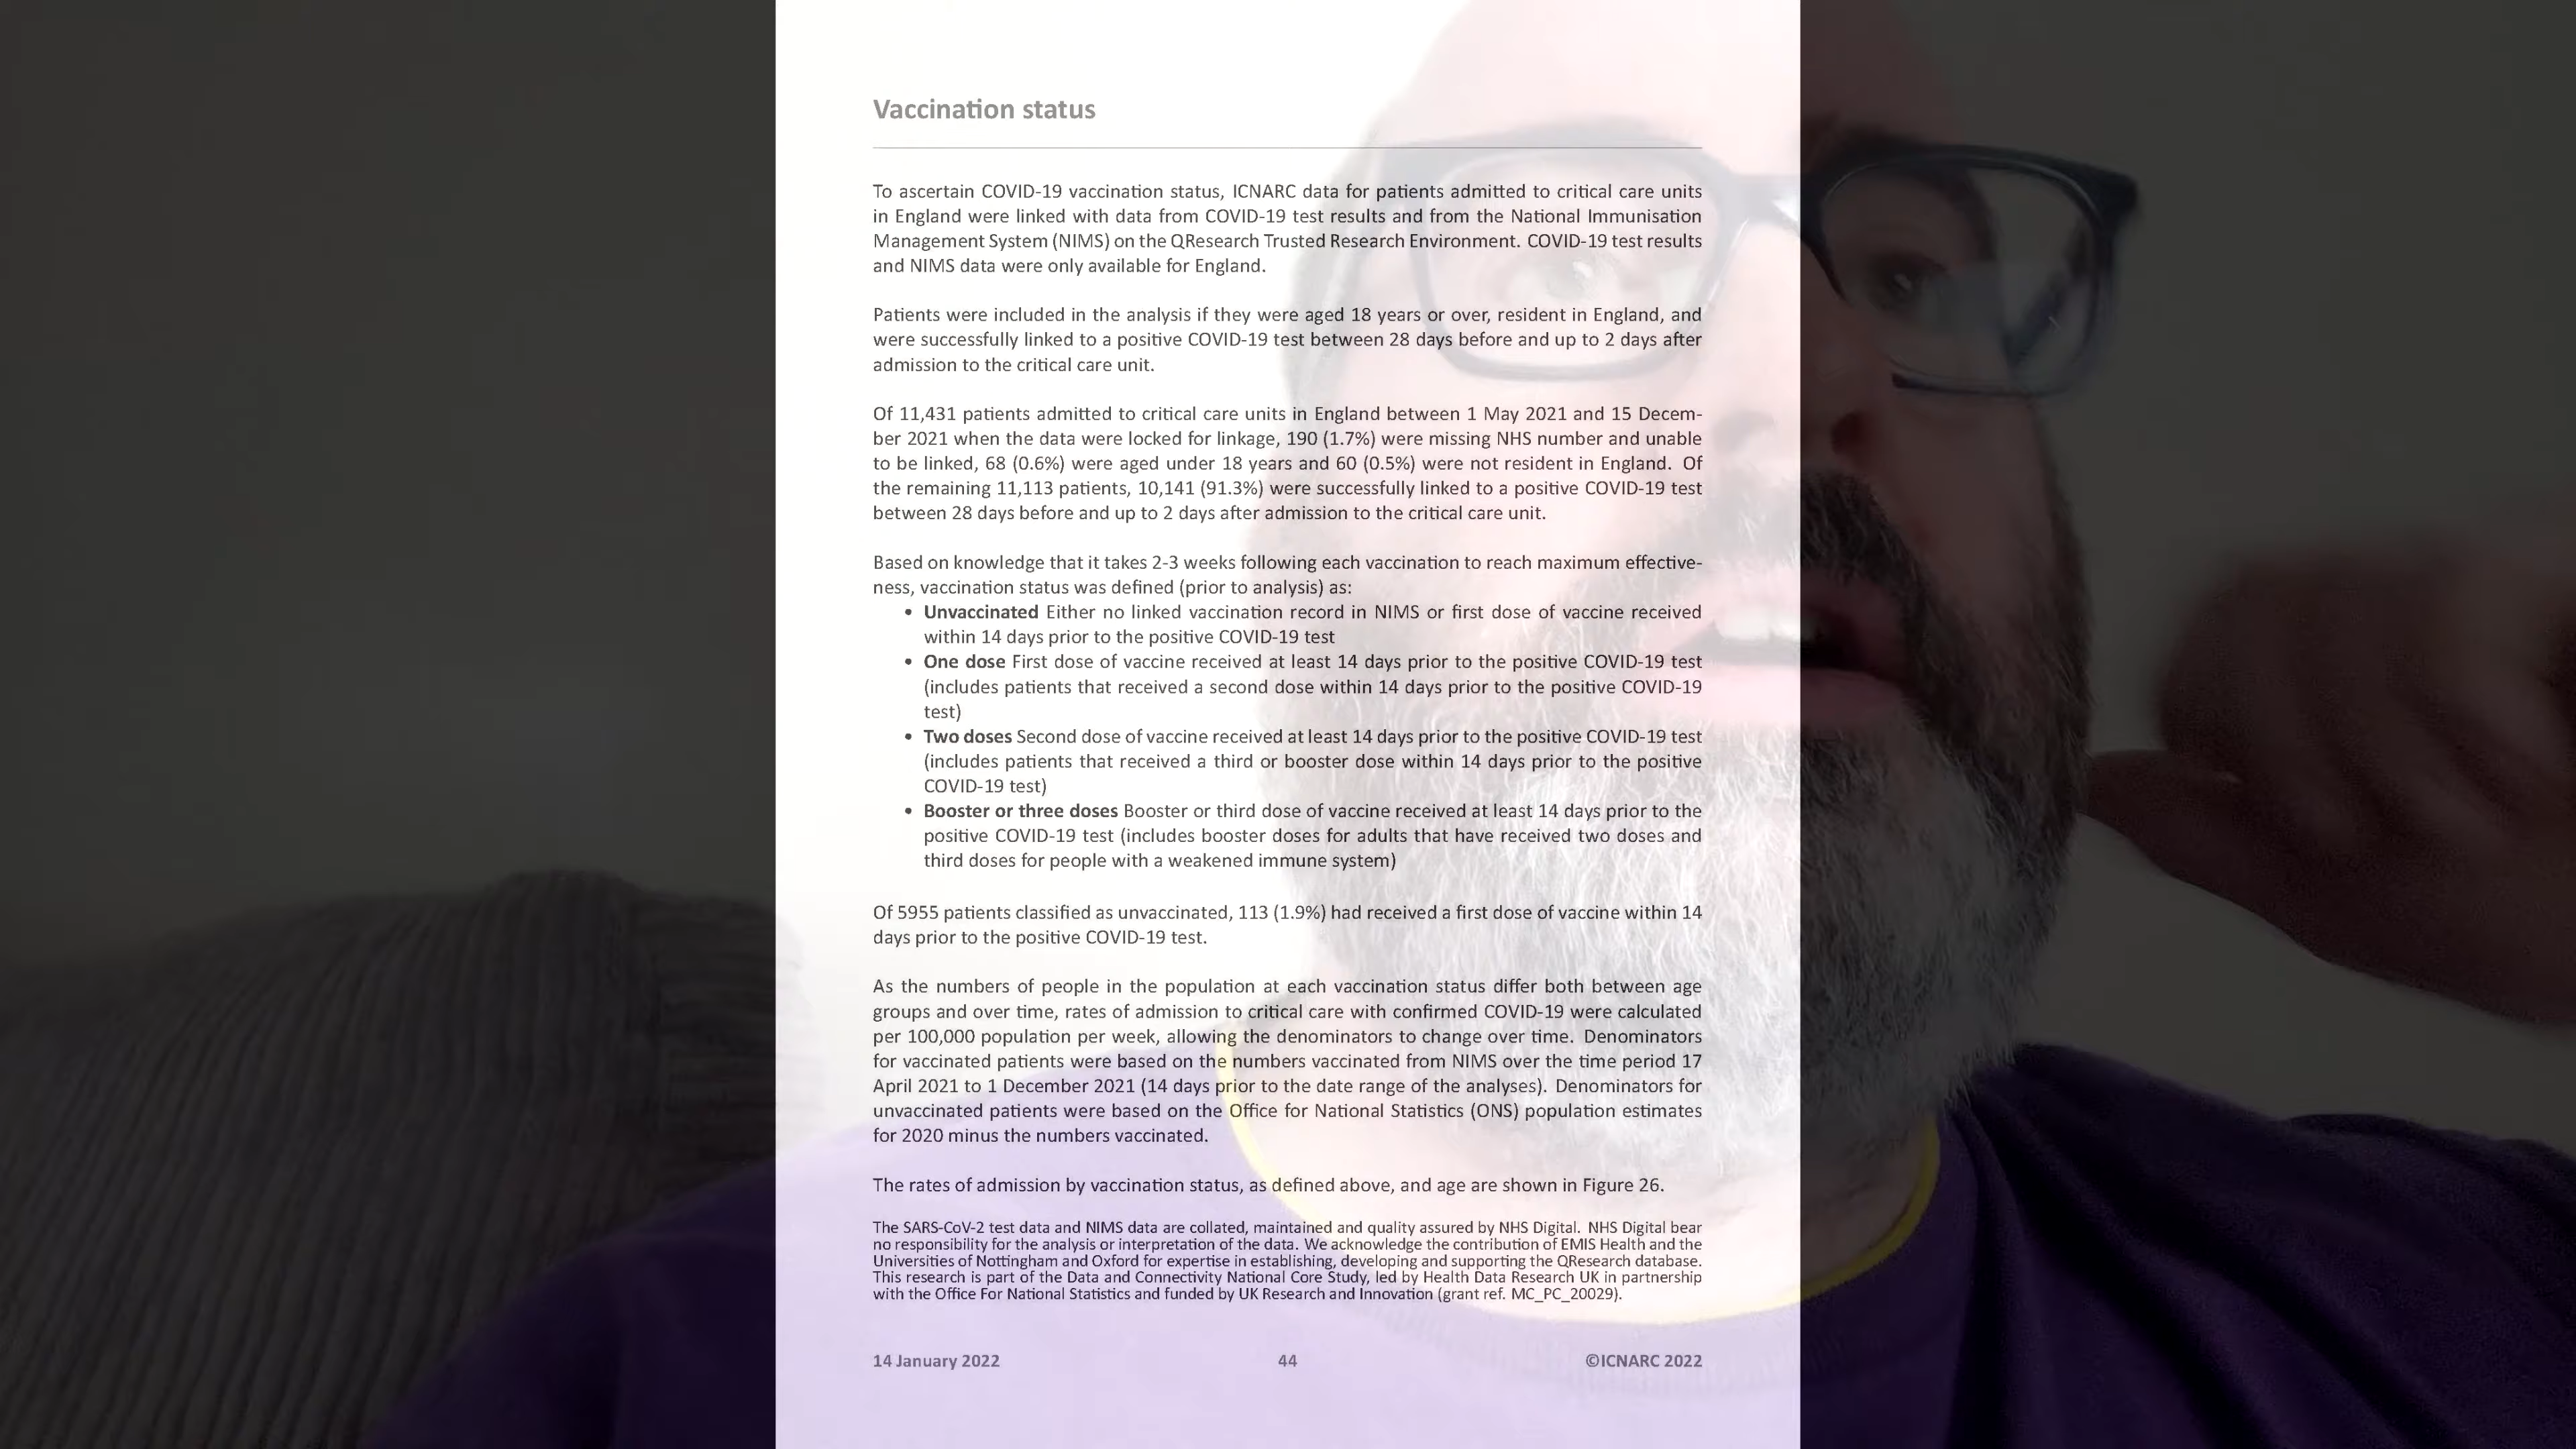 Vaccination status
To ascertain COVID-19 vaccination status, ICNARC data for patients admitted to critical care units
in England were linked with data from COVID-19 test results and from the National Immunisation
Management System (NIMS) on the QResearch Trusted Research Environment. COVID-19 test results
and NIMS data were only available for England.
Patients were included in the analysis if they were aged 18 years or over, resident in England, and
were successfully linked to a positive COVID-19 test between 28 days before and up to 2 days after
admission to the critical care unit.
Of 11,431 patients admitted to critical care units in England between 1 May 2021 and 15 Decem-
ber 2021 when the data were locked for linkage, 190 (1.7%) were missing NHS number and unable
to be linked, 68 (0.6%) were aged under 18 years and 60 (0.5%) were not resident in England. Of
the remaining 11,113 patients, 10,141 (91.3%) were successfully linked to a positive COVID-19 test
between 28 days before and up to 2 days after admission to the critical care unit.
Based on knowledge that it takes 2-3 weeks following each vaccination to reach maximum effective-
ness, vaccination status was defined (prior to analysis) as:
• Unvaccinated Either no linked vaccination record in NIMS or first dose of vaccine received
within 14 days prior to the positive COVID-19 test
• One dose First dose of vaccine received at least 14 days prior to the positive COVID-19 test
(includes patients that received a second dose within 14 days prior to the positive COVID-19
test)
• Two doses Second dose of vaccine received at least 14 days prior to the positive COVID-19 test
(includes patients that received a third or booster dose within 14 days prior to the positive
COVID-19 test)
• Booster or three doses Booster or third dose of vaccine received at least 14 days prior to the
positive COVID-19 test (includes booster doses for adults that have received two doses and
third doses for people with a weakened immune system)
Of 5955 patients classified as unvaccinated, 113 (1.9%) had received a first dose of vaccine within 14
days prior to the positive COVID-19 test.
As the numbers of people in the population at each vaccination status differ both between age
groups and over time, rates of admission to critical care with confirmed COVID-19 were calculated
per 100,000 population per week, allowing the denominators to change over time. Denominators
for vaccinated patients were based on the numbers vaccinated from NIMS over the time period 17
April 2021 to 1 December 2021 (14 days prior to the date range of the analyses). Denominators for
unvaccinated patients were based on the Office for National Statistics (ONS) population estimates
for 2020 minus the numbers vaccinated.
The rates of admission by vaccination status, as defined above, and age are shown in Figure 26.
The SARS-CoV-2 test data and NIMS data are collated, maintained and quality assured by NHS Digital. NHS Digital bear
no responsibility for the analysis or interpretation of the data. We acknowledge the contribution of EMIS Health and the
Universities of Nottingham and Oxford for expertise in establishing, developing and supporting the QResearch database.
This research is part of the Data and Connectivity National Core Study, led by Health Data Research UK in partnership
with the Office For National Statistics and funded by UK Research and Innovation (grant ref. MC_PC_20029).
14 January 2022
44
©ICNARC 2022